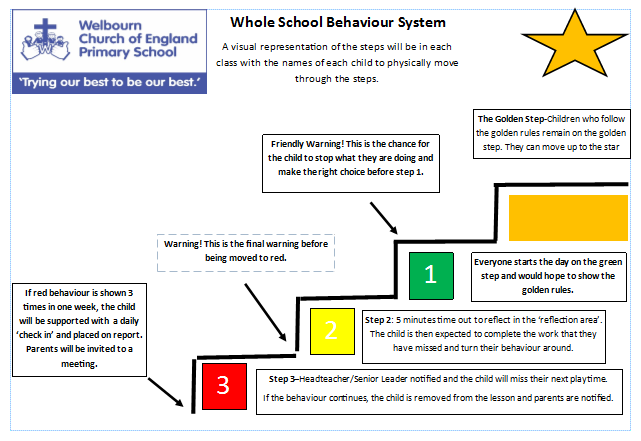 Welbourn
Church of England
Primary School
'Trying our best to be our best.'
Whole School Behaviour System
A visual representation of the steps will be in each
class with the names of each child to physically move
through the steps.
The Golden Step-Children who follow
the golden rules remain on the golden
step. They can move up to the star
Friendly Warning! This is the chance for
the child to stop what they are doing and
make the right choice before step 1.
Warning! This is the final warning before
being moved to red.
1
Everyone starts the day on the green
step and would hope to show the
golden rules.
If red behaviour is shown 3
times in one week, the child
will be supported with a daily
'check in' and placed on report.
Parents will be invited to a
meeting.
2
Step 2: 5 minutes time out to reflect in the 'reflection area'.
The child is then expected to complete the work that they
have missed and turn their behaviour around.
3
Step 3–Headteacher/Senior Leader notified and the child will miss their next playtime.
If the behaviour continues, the child is removed from the lesson and parents are notified.